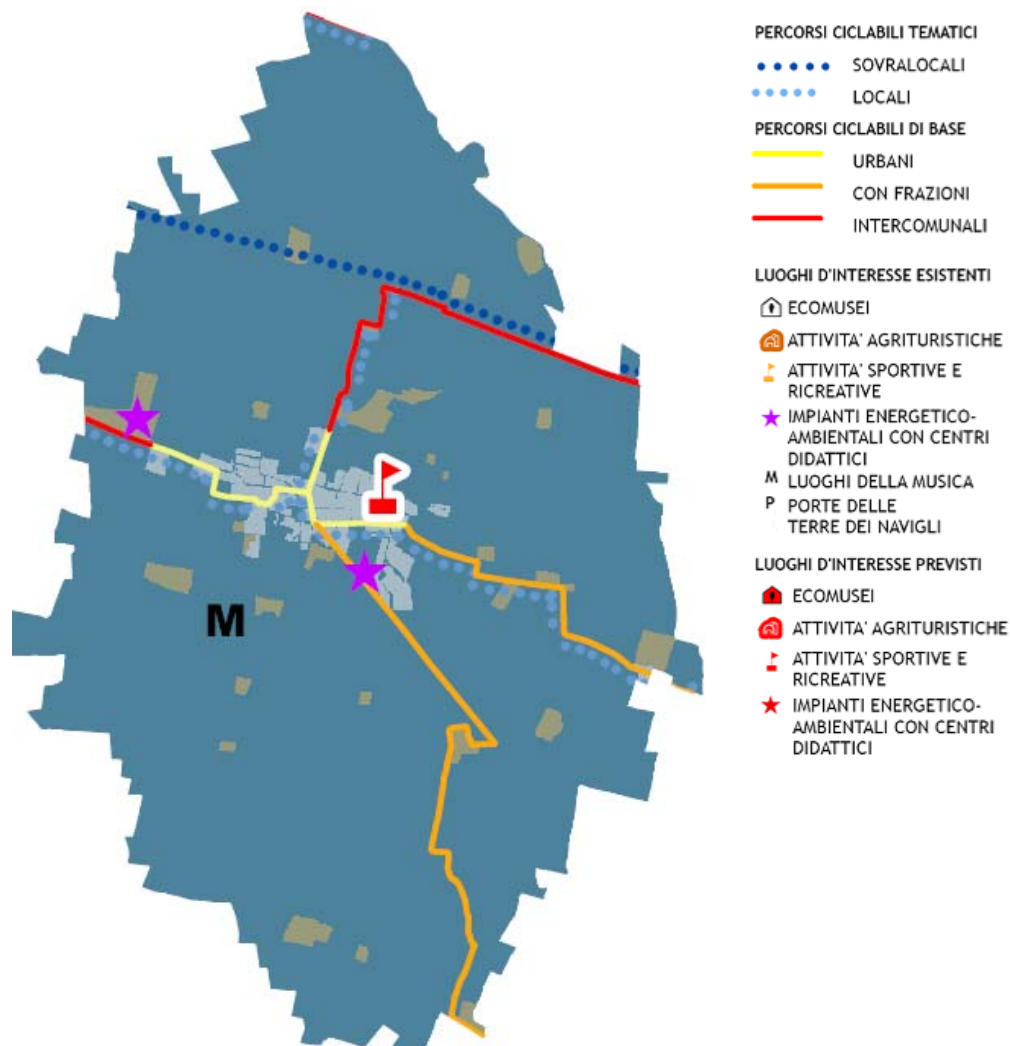 PERCORSI CICLABILI TEMATICI
SOVRALOCALI
LOCALI
PERCORSI CICLABILI DI BASE
URBANI
CON FRAZIONI
INTERCOMUNALI
LUOGHI D'INTERESSE ESISTENTI
ECOMUSEI
ATTIVITA' AGRITURISTICHE
ATTIVITA' SPORTIVE E
RICREATIVE
IMPIANTI ENERGETICO-
AMBIENTALI CON CENTRI
DIDATTICI
M LUOGHI DELLA MUSICA
P PORTE DELLE
TERRE DEI NAVIGLI
LUOGHI D'INTERESSE PREVISTI
ECOMUSEI
ATTIVITA' AGRITURISTICHE
ATTIVITA' SPORTIVE E
RICREATIVE
IMPIANTI ENERGETICO-
AMBIENTALI CON CENTRI
DIDATTICI
M